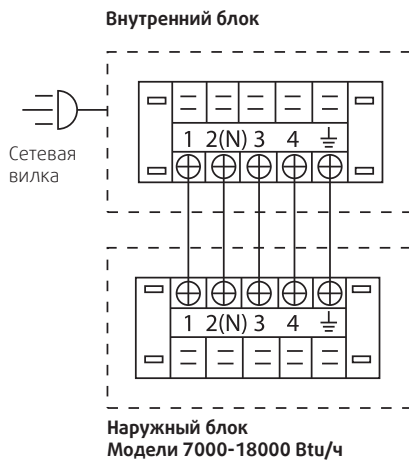 Внутренний блок
1 2(N) 3 4
Сетевая
вилка
1 2(N) 3 4
Наружный блок
Модели 7000-18000 Btu/ч